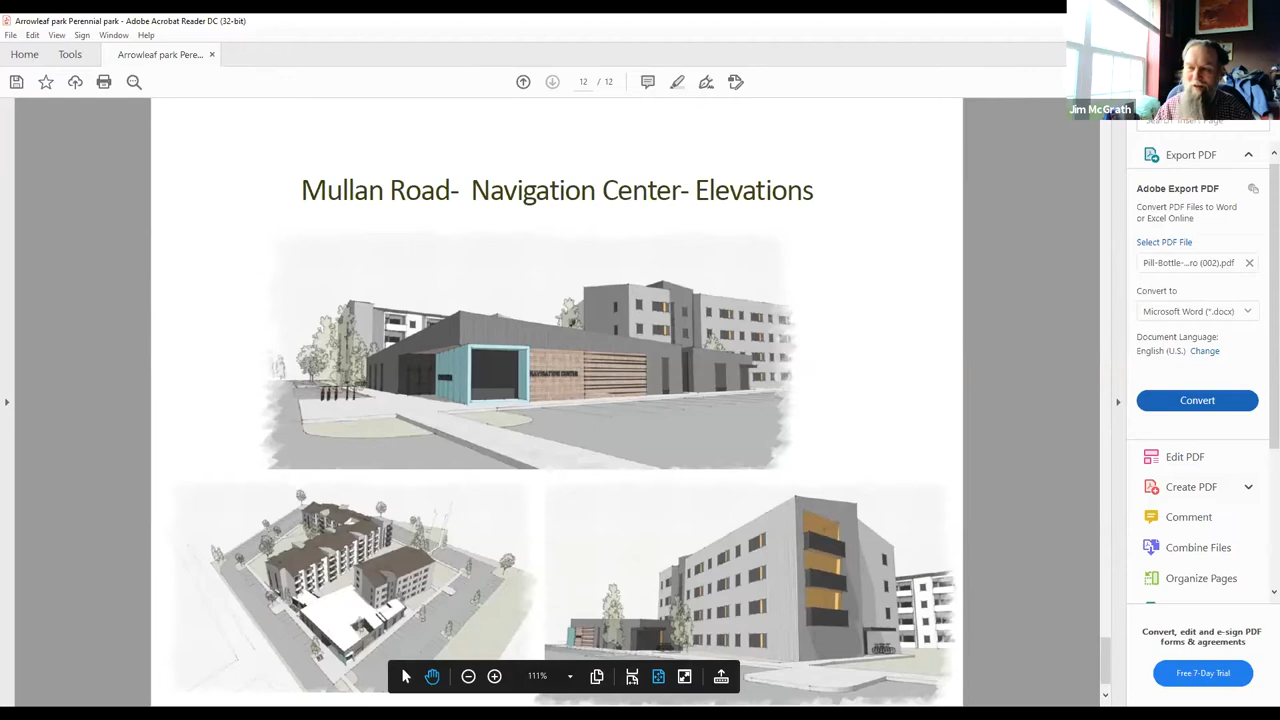 Arrowleaf park Perennial park - Adobe Acrobat Reader DC (32-bit)
File Edit View Sign Window Help
Home Tools Arrowleaf park Pere... ×
12 / 12
Jim McGrath
Export PDF
Adobe Export PDF
Convert PDF Files to Word
or Excel Online
Select PDF File
Pill-Bottle-...ro (002).pdf
Convert to
Microsoft Word (*.docx)
Document Language:
English (U.S.) Change
Convert
Edit PDF
Create PDF
Comment
Combine Files
Organize Pages
Convert, edit and e-sign PDF
forms & agreements
Free 7-Day Trial
Mullan Road- Navigation Center- Elevations
NAVIGATION CENTER
111%